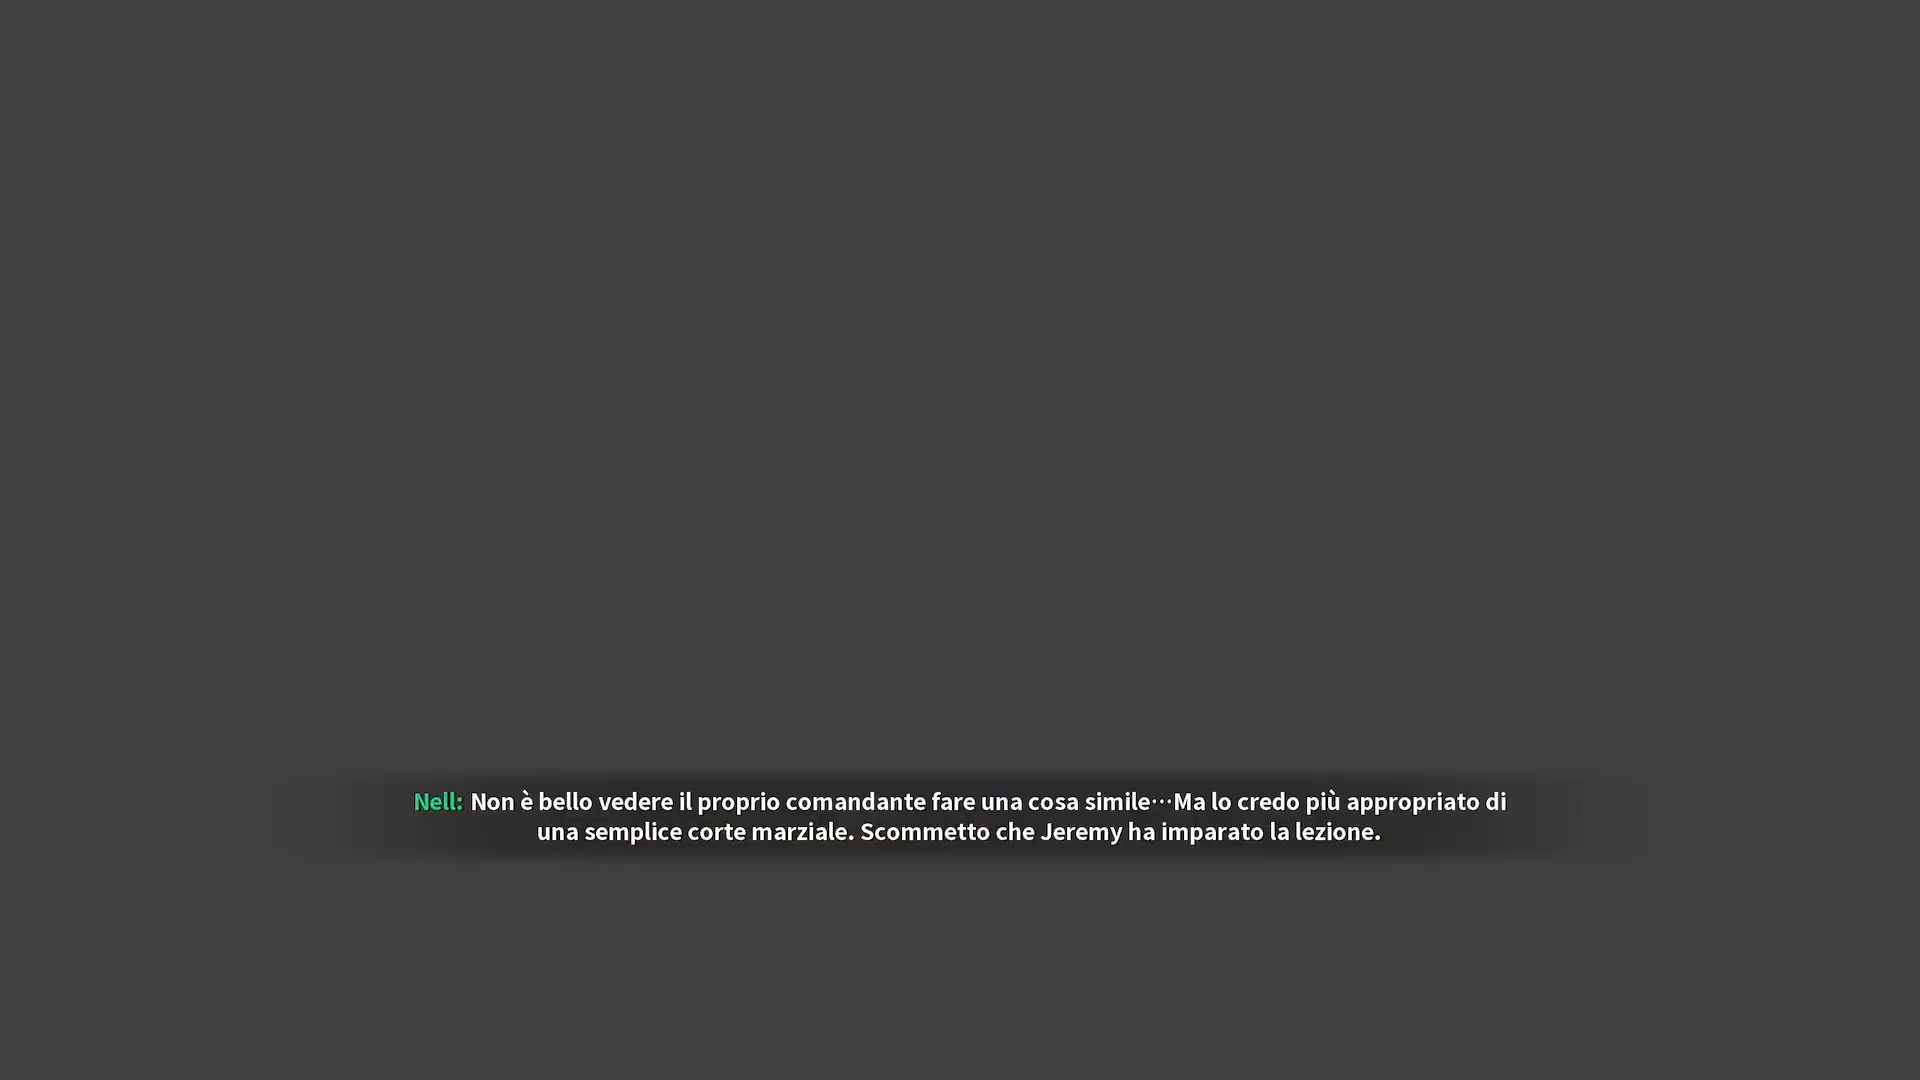 Nell: Non è bello vedere il proprio comandante fare una cosa simile…Ma lo credo più appropriato di
una semplice corte marziale. Scommetto che Jeremy ha imparato la lezione.